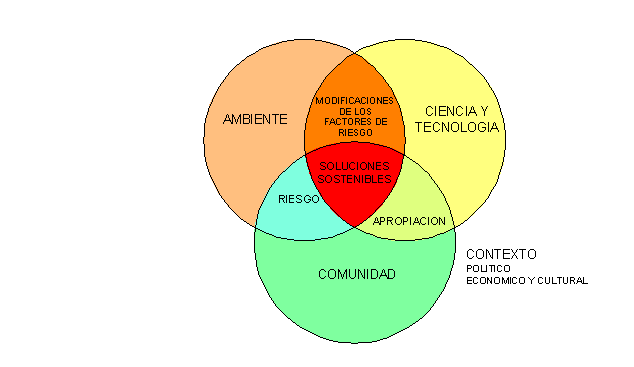 MODIFICACIONES
DE LOS
FACTORES DE
RIESGO
AMBIENTE
CIENCIA Y
TECNOLOGIA
SOLUCIONES
SOSTENIBLES
RIESGO
APROPIACION
COMUNIDAD
CONTEXTO
POLITICO
ECONOMICO Y CULTURAL